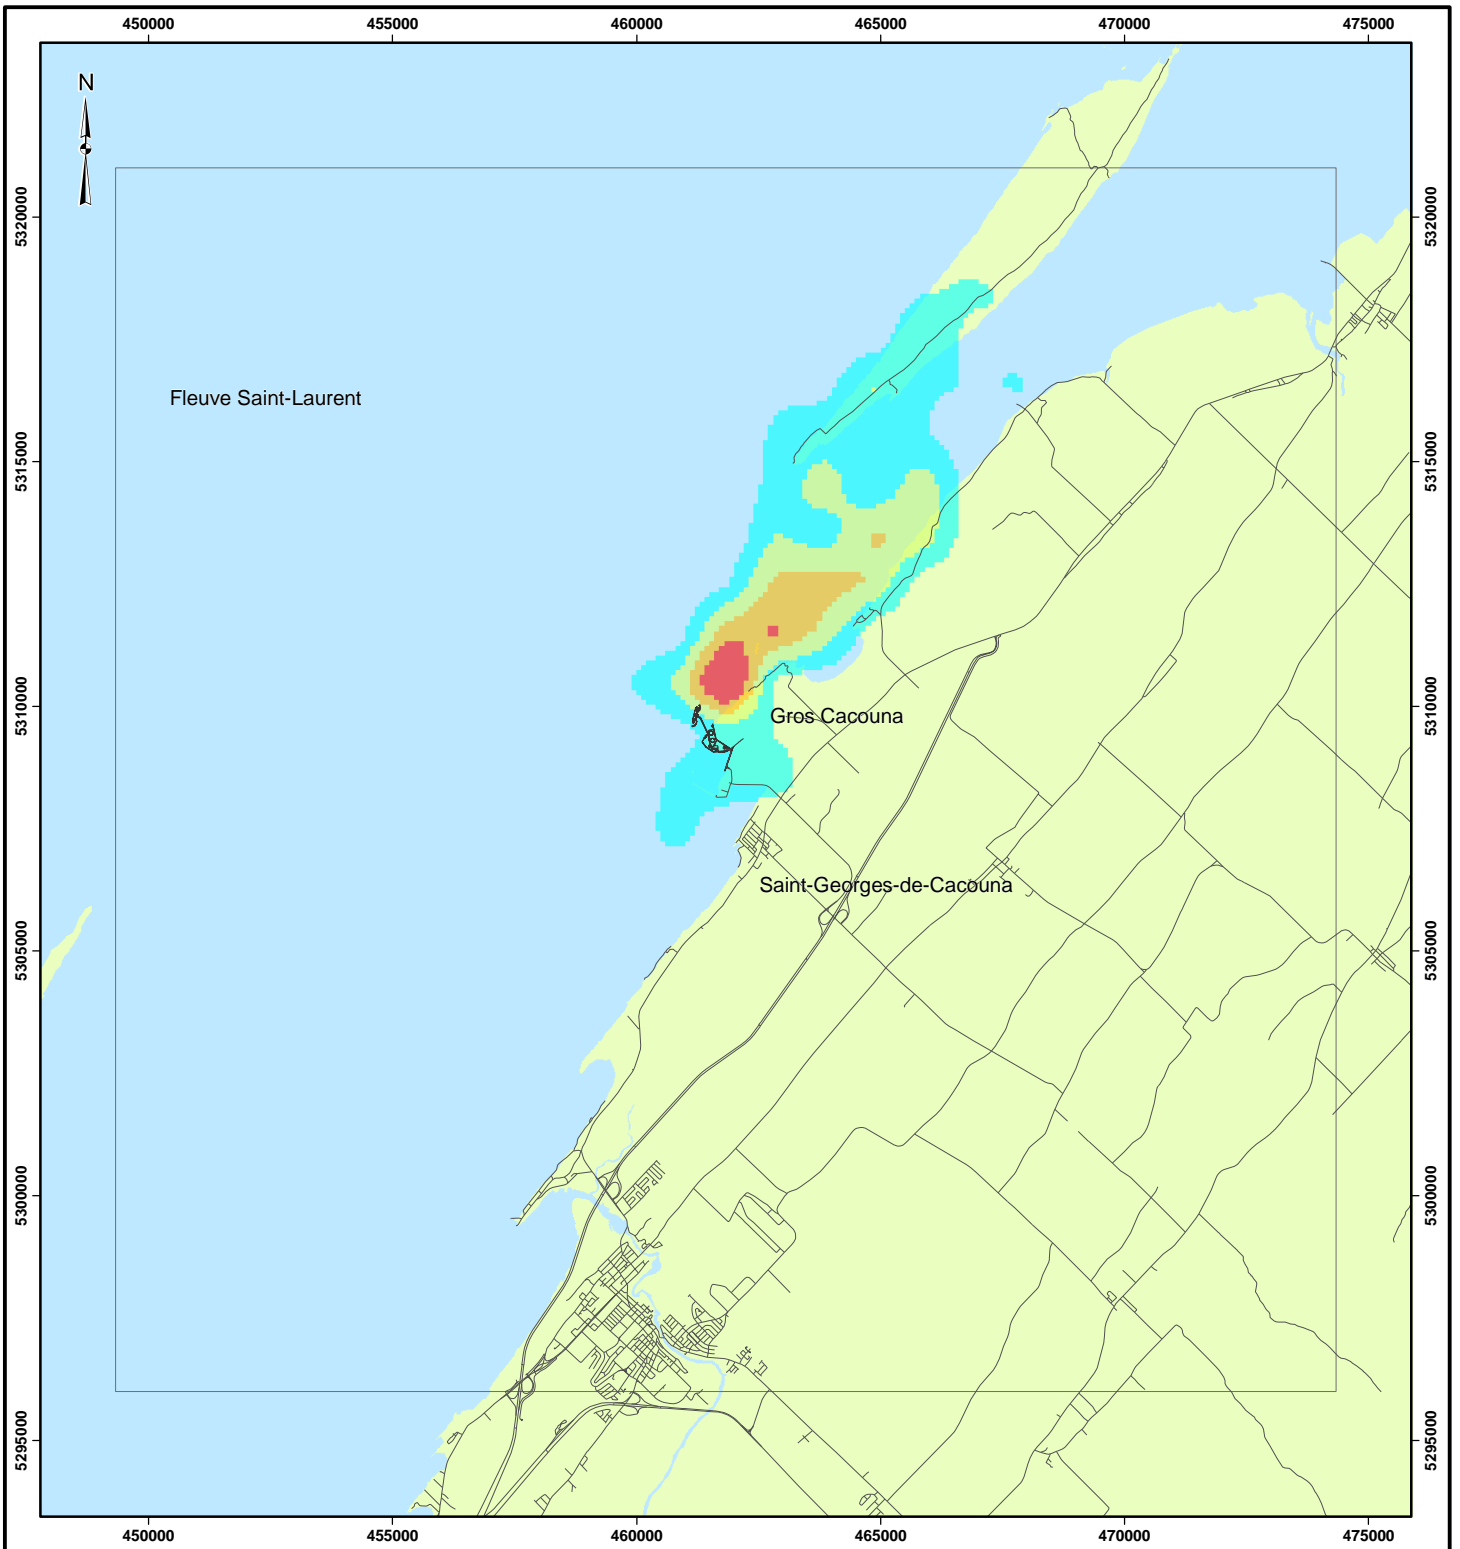 450000 455000 460000 465000 470000 475000
N
5320000 5320000
Fleuve Saint-Laurent
5315000 5315000
5310000 5310000
Gros Cacouna
Saint-Georges-de-Cacouna
5305000 5305000
5300000 5300000
5295000 5295000
450000 455000 460000 465000 470000 475000